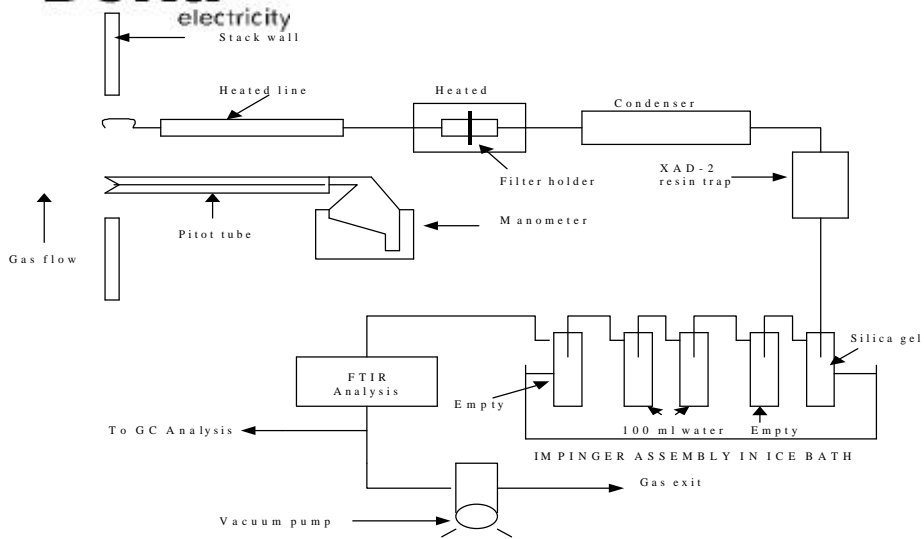 electricity
Stack wall
Heated line
Heated
Condenser
Filter holder
XAD-2
resin trap
Pitot tube
Manometer
Gas flow
Silica gel
FTIR
Analysis
Empty
100 ml water
Empty
To GC Analysis
IMPINGER ASSEMBLY IN ICE BATH
Gas exit
Vacuum pump